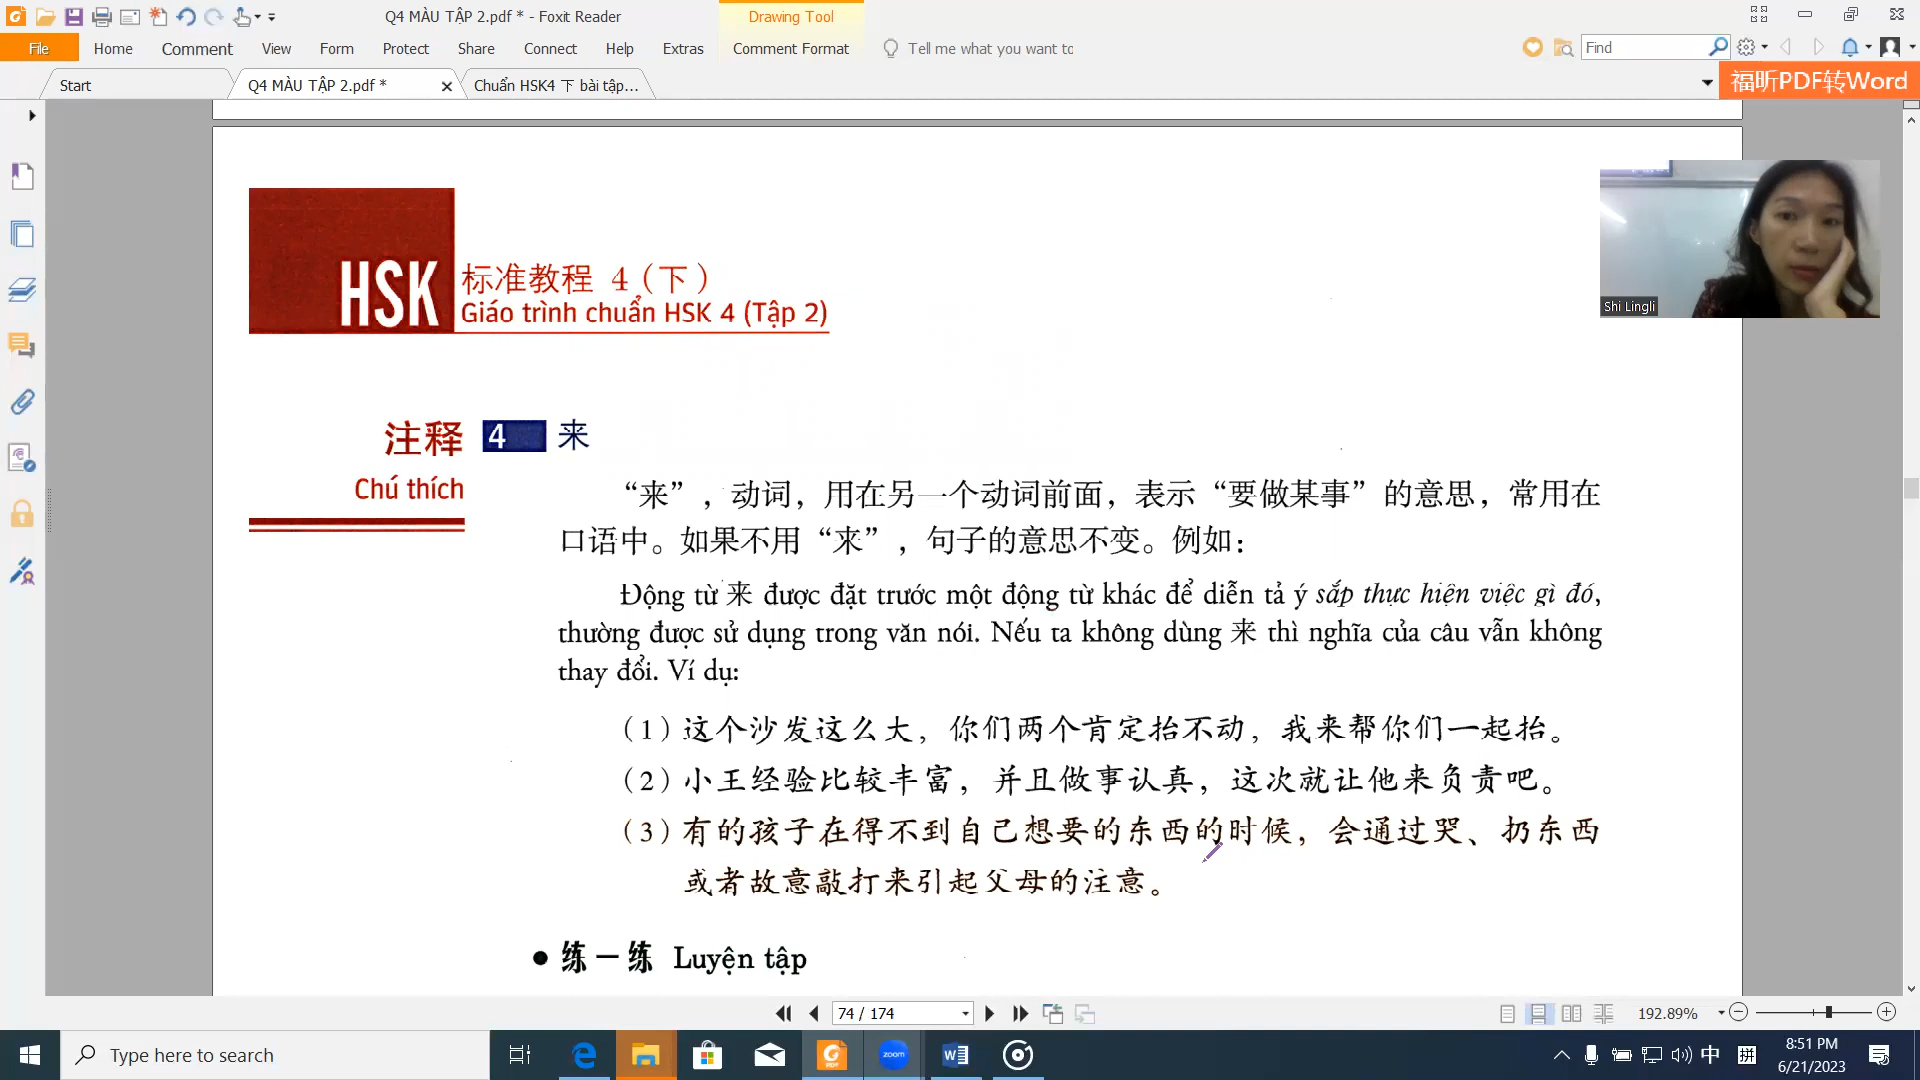 Q4 MÀU TẬP 2.pdf * - Foxit Reader
Drawing Tool
File
Home
Comment
View
Form
Protect
Share
Connect
Help
Extras
Comment Format
Tell me what you want to
Find
Start
Q4 MÀU TẬP 2.pdf *
Chuẩn HSK4 下 bài tập...
福昕PDF转Word
HSK 标准教程 4（下）
Giáo trình chuẩn HSK 4 (Tập 2)
Shi Lingli
注释 4 来
Chú thích
“来”，动词，用在另一个动词前面，表示“要做某事”的意思，常用在
口语中。如果不用“来”，句子的意思不变。例如：
Động từ 来 được đặt trước một động từ khác để diễn tả ý sắp thực hiện việc gì đó,
thường được sử dụng trong văn nói. Nếu ta không dùng 来 thì nghĩa của câu vẫn không
thay đổi. Ví dụ:
（1）这个沙发这么大，你们两个肯定抬不动，我来帮你们一起抬。
（2）小王经验比较丰富，并且做事认真，这次就让他来负责吧。
（3）有的孩子在得不到自己想要的东西的时候，会通过哭、扔东西
或者故意敲打来引起父母的注意。
● 练一练 Luyện tập
74 / 174
192.89%
Type here to search
zoom
中
拼
8:51 PM
6/21/2023